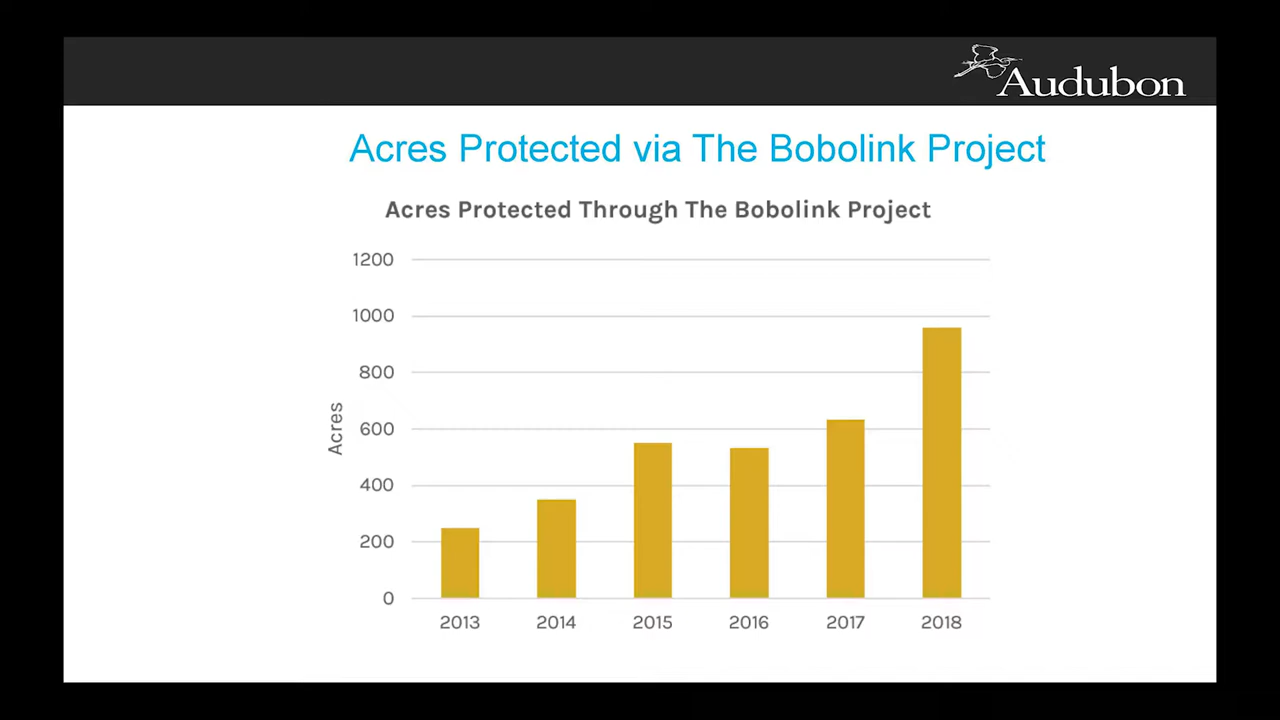 Audubon
Acres Protected via The Bobolink Project
Acres Protected Through The Bobolink Project
1200
1000
800
600
400
200
0
Acres
2013 2014 2015 2016 2017 2018